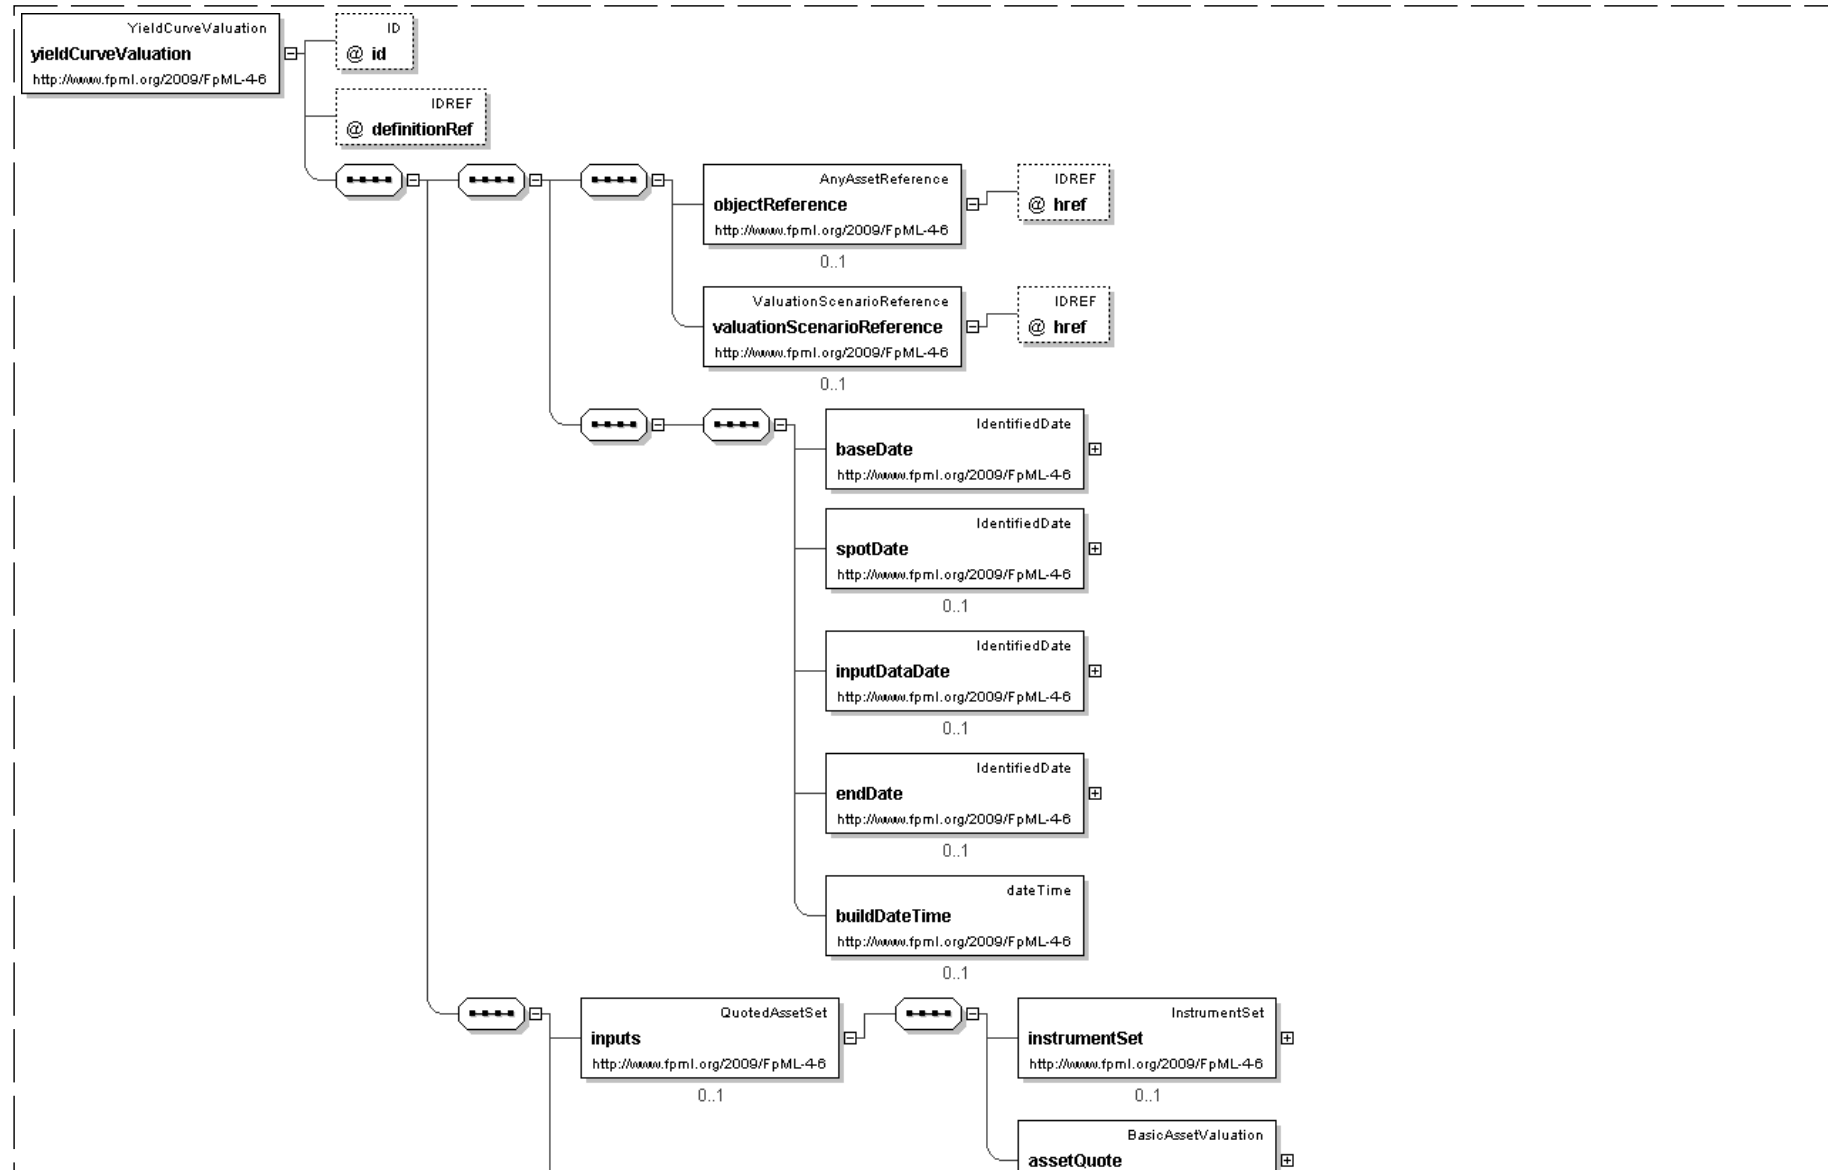 YieldCurveValuation
yieldCurveValuation
http://www.fpml.org/2009/FpML-4-6
ID
@ id
IDREF
@ definitionRef
AnyAssetReference
objectReference
http://www.fpml.org/2009/FpML-4-6
0..1
IDREF
@ href
ValuationScenarioReference
valuationScenarioReference
http://www.fpml.org/2009/FpML-4-6
0..1
IDREF
@ href
IdentifiedDate
baseDate
http://www.fpml.org/2009/FpML-4-6
IdentifiedDate
spotDate
http://www.fpml.org/2009/FpML-4-6
0..1
IdentifiedDate
inputDataDate
http://www.fpml.org/2009/FpML-4-6
0..1
IdentifiedDate
endDate
http://www.fpml.org/2009/FpML-4-6
0..1
dateTime
buildDateTime
http://www.fpml.org/2009/FpML-4-6
0..1
QuotedAssetSet
inputs
http://www.fpml.org/2009/FpML-4-6
0..1
InstrumentSet
instrumentSet
http://www.fpml.org/2009/FpML-4-6
0..1
BasicAssetValuation
assetQuote